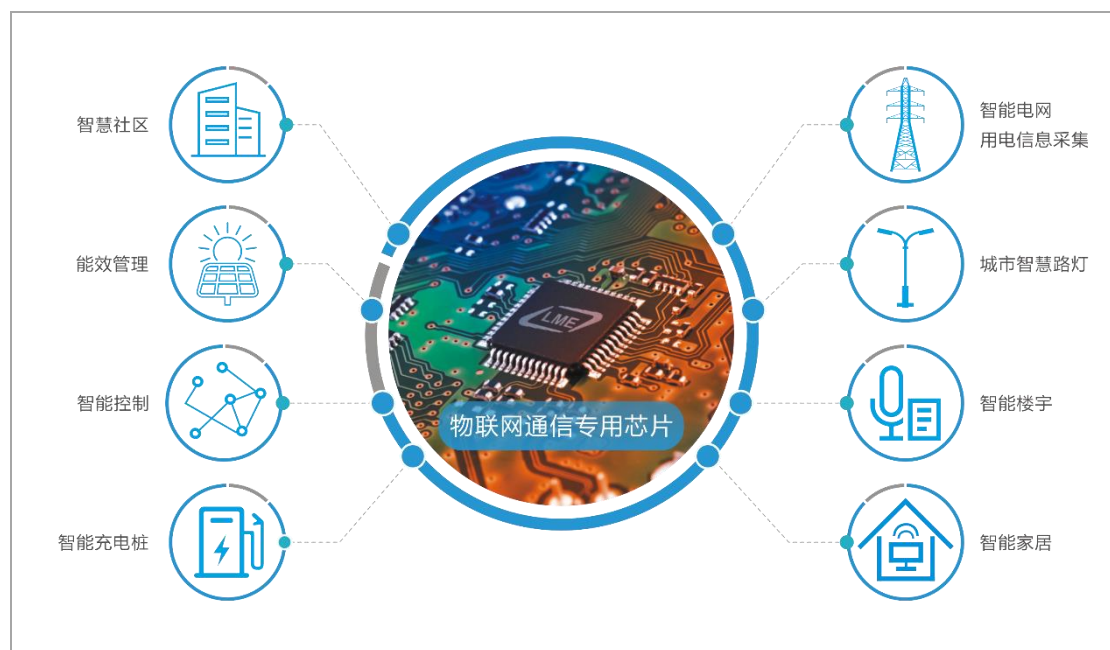 智慧社区
能效管理
智能控制
智能充电桩
LME
物联网通信专用芯片
智能电网
用电信息采集
城市智慧路灯
智能楼宇
智能家居